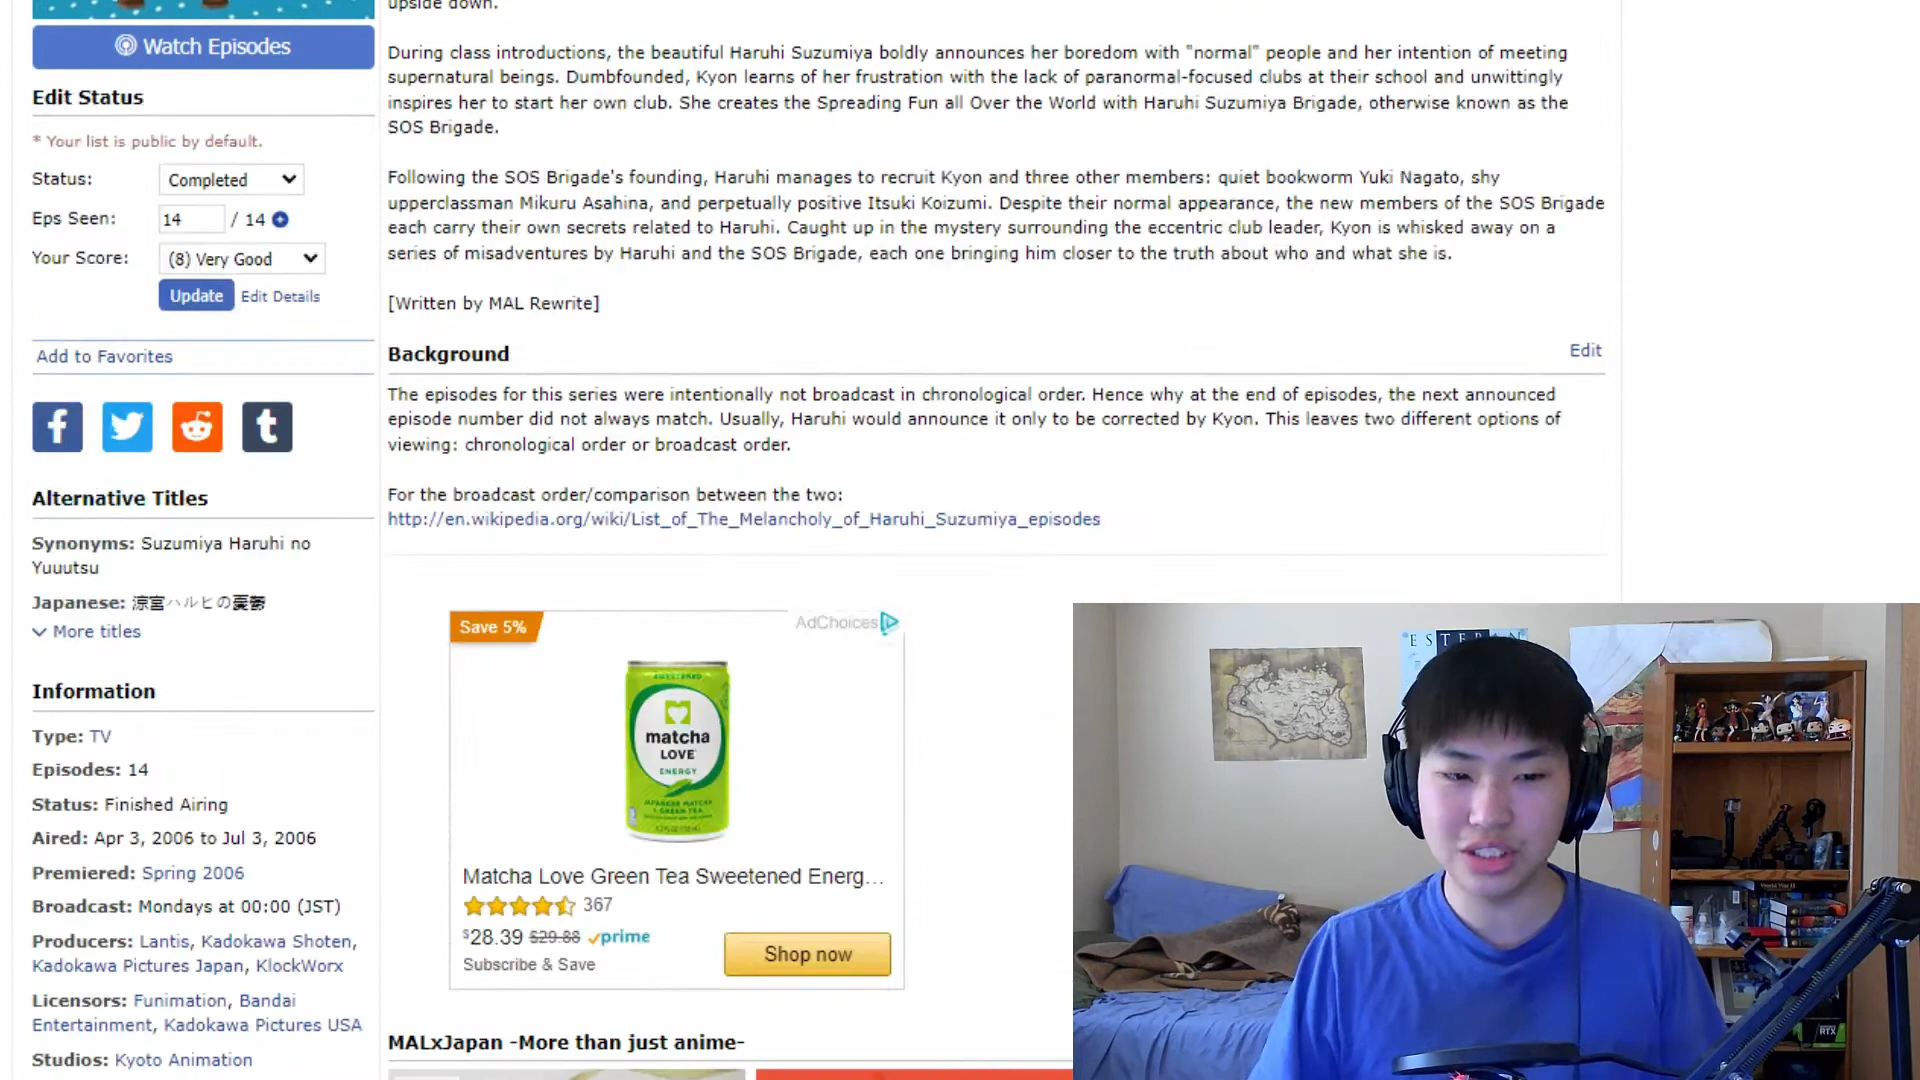 upside down.
Watch Episodes
During class introductions, the beautiful Haruhi Suzumiya boldly announces her boredom with "normal" people and her intention of meeting
supernatural beings. Dumbfounded, Kyon learns of her frustration with the lack of paranormal-focused clubs at their school and unwittingly
inspires her to start her own club. She creates the Spreading Fun all Over the World with Haruhi Suzumiya Brigade, otherwise known as the
SOS Brigade.
Following the SOS Brigade's founding, Haruhi manages to recruit Kyon and three other members: quiet bookworm Yuki Nagato, shy
upperclassman Mikuru Asahina, and perpetually positive Itsuki Koizumi. Despite their normal appearance, the new members of the SOS Brigade
each carry their own secrets related to Haruhi. Caught up in the mystery surrounding the eccentric club leader, Kyon is whisked away on a
series of misadventures by Haruhi and the SOS Brigade, each one bringing him closer to the truth about who and what she is.
[Written by MAL Rewrite]
Background
Edit
The episodes for this series were intentionally not broadcast in chronological order. Hence why at the end of episodes, the next announced
episode number did not always match. Usually, Haruhi would announce it only to be corrected by Kyon. This leaves two different options of
viewing: chronological order or broadcast order.
For the broadcast order/comparison between the two:
http://en.wikipedia.org/wiki/List_of_The_Melancholy_of_Haruhi_Suzumiya_episodes
Edit Status
* Your list is public by default.
Status: Completed
Eps Seen: 14 / 14
Your Score: (8) Very Good
Update Edit Details
Add to Favorites
Alternative Titles
Synonyms: Suzumiya Haruhi no
Yuuutsu
Japanese: 涼宮ハルヒの憂鬱
More titles
Information
Type: TV
Episodes: 14
Status: Finished Airing
Aired: Apr 3, 2006 to Jul 3, 2006
Premiered: Spring 2006
Broadcast: Mondays at 00:00 (JST)
Producers: Lantis, Kadokawa Shoten,
Kadokawa Pictures Japan, KlockWorx
Licensors: Funimation, Bandai
Entertainment, Kadokawa Pictures USA
Studios: Kyoto Animation
Save 5%
AdChoices
matcha
LOVE
ENERGY
JAPANESE MATCHA
+ GREEN TEA
Matcha Love Green Tea Sweetened Energ...
367
$28.39 $29.88 prime
Subscribe & Save
Shop now
MALxJapan -More than just anime-
World War II
RTX